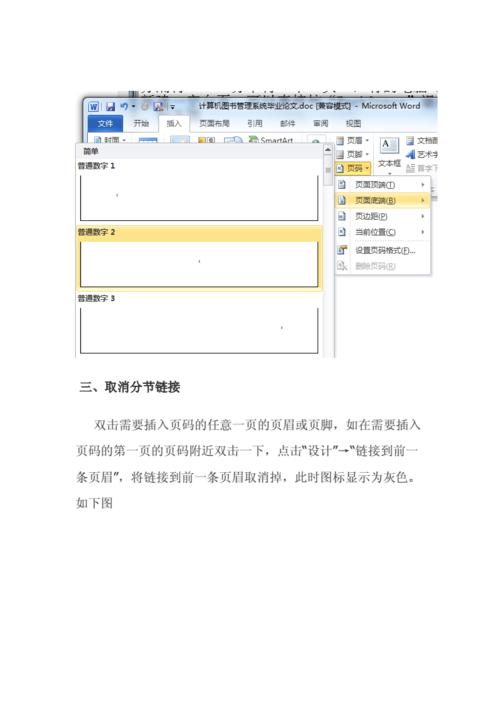 计算机图书管理系统毕业论文.doc [兼容模式] - Microsoft Word
文件 开始 插入 页面布局 引用 邮件 审阅 视图
封面 SmartArt 页眉 文档部
页脚 艺术字
页码 文本框 首字下
简单
普通数字 1
普通数字 2
普通数字 3
页面顶端(T)
页面底端(B)
页边距(P)
当前位置(C)
设置页码格式(F)...
删除页码(R)
三、取消分节链接
双击需要插入页码的任意一页的页眉或页脚，如在需要插入
页码的第一页的页码附近双击一下，点击“设计”→“链接到前一
条页眉”，将链接到前一条页眉取消掉，此时图标显示为灰色。
如下图